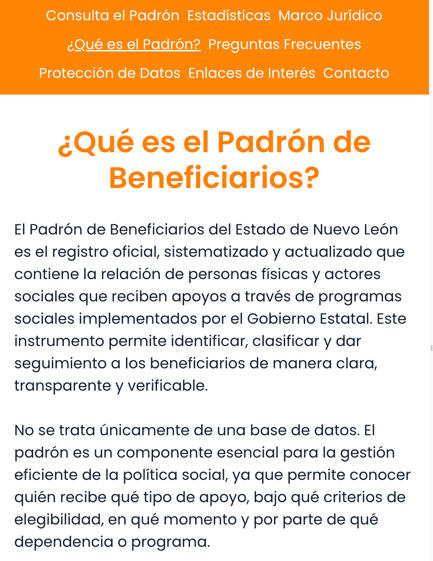 Consulta el Padrón Estadísticas Marco Jurídico
¿Qué es el Padrón? Preguntas Frecuentes
Protección de Datos Enlaces de Interés Contacto
¿Qué es el Padrón de
Beneficiarios?
El Padrón de Beneficiarios del Estado de Nuevo León
es el registro oficial, sistematizado y actualizado que
contiene la relación de personas físicas y actores
sociales que reciben apoyos a través de programas
sociales implementados por el Gobierno Estatal. Este
instrumento permite identificar, clasificar y dar
seguimiento a los beneficiarios de manera clara,
transparente y verificable.
No se trata únicamente de una base de datos. El
padrón es un componente esencial para la gestión
eficiente de la política social, ya que permite conocer
quién recibe qué tipo de apoyo, bajo qué criterios de
elegibilidad, en qué momento y por parte de qué
dependencia o programa.